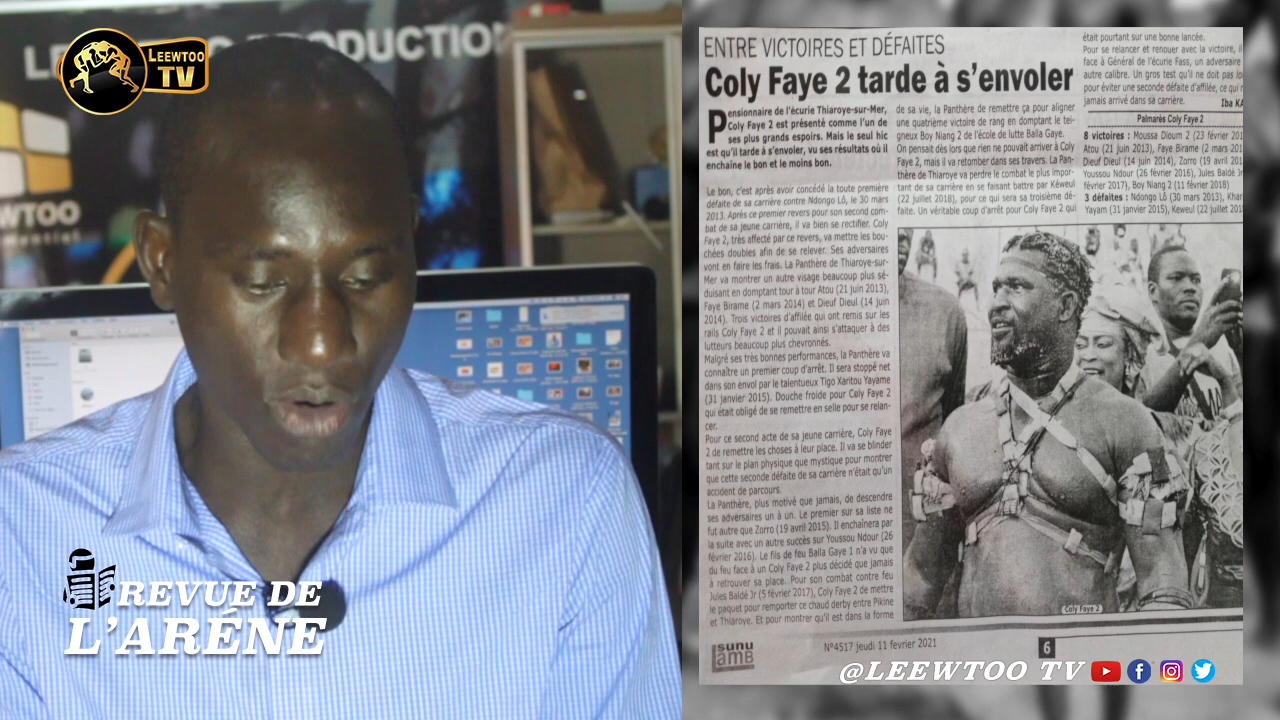 LEEWTOO
TV
PRODUCTION
WTOO
REVUE DE
L'ARÉNE
ENTRE VICTOIRES ET DÉFAITES
Coly Faye 2 tarde à s'envoler
Pensionnaire de l'écurie Thiaroye-sur-Mer,
Coly Faye 2 est présenté comme l'un de
ses plus grands espoirs. Mais le seul hic
est qu'il tarde à s'envoler, vu ses résultats où il
enchaîne le bon et le moins bon.
Le bon, c'est après avoir concédé la toute première
défaite de sa carrière contre Ndongo Lô, le 30 mars
2013. Après ce premier revers pour son second com-
bat de sa jeune carrière, il va bien se rectifier. Coly
Faye 2, très affecté par ce revers, va mettre les bou-
chées doubles afin de se relever. Ses adversaires
vont en faire les frais. La Panthère de Thiaroye-sur-
Mer va montrer un autre visage beaucoup plus sé-
duisant en domptant tour à tour Atou (21 juin 2013),
Faye Birame (2 mars 2014) et Dieuf Dieul (14 juin
2014). Trois victoires d'affilée qui ont remis sur les
rails Coly Faye 2 et il pouvait ainsi s'attaquer à des
lutteurs beaucoup plus chevronnés.
Malgré ses très bonnes performances, la Panthère va
connaître un premier coup d'arrêt. Il sera stoppé net
dans son envol par le talentueux Tigo Xaritou Yayame
(31 janvier 2015). Douche froide pour Coly Faye 2
qui était obligé de se remettre en selle pour se relan-
cer.
Pour ce second acte de sa jeune carrière, Coly Faye
2 de remettre les choses à leur place. Il va se blinder
tant sur le plan physique que mystique pour montrer
que cette seconde défaite de sa carrière n'était qu'un
accident de parcours.
La Panthère, plus motivé que jamais, de descendre
ses adversaires un à un. Le premier sur sa liste ne
fut autre que Zorro (19 avril 2015). Il enchaînera par
la suite avec un autre succès sur Youssou Ndour (26
février 2016). Le fils de feu Balla Gaye 1 n'a vu que
du feu face à un Coly Faye 2 plus décidé que jamais
à retrouver sa place. Pour son combat contre feu
Jules Baldé Jr (5 février 2017), Coly Faye 2 de mettre
le paquet pour remporter ce chaud derby entre Pikine
et Thiaroye. Et pour montrer qu'il est dans la forme
de sa vie, la Panthère de remettre ça pour aligner
une quatrième victoire de rang en domptant le tei-
gneux Boy Niang 2 de l'école de lutte Balla Gaye.
On pensait dès lors que rien ne pouvait arriver à Coly
Faye 2, mais il va retomber dans ses travers. La Pan-
thère de Thiaroye va perdre le combat le plus impor-
tant de sa carrière en se faisant battre par Kéweul
(22 juillet 2018), pour ce qui sera sa troisième dé-
faite. Un véritable coup d'arrêt pour Coly Faye 2 qui
était pourtant sur une bonne lancée.
Pour se relancer et renouer avec la victoire, il
face à Général de l'écurie Fass, un adversaire
autre calibre. Un gros test qu'il ne doit pas
pour éviter une seconde défaite d'affilée, ce qui
jamais arrivé dans sa carrière.
Iba KA
Palmarès Coly Faye 2
8 victoires : Moussa Dioum 2 (23 février 201
Atou (21 juin 2013), Faye Birame (2 mars 201
Dieuf Dieul (14 juin 2014), Zorro (19 avril 201
Youssou Ndour (26 février 2016), Jules Baldé Jr
février 2017), Boy Niang 2 (11 février 2018)
3 défaites : Ndongo Lô (30 mars 2013), Khar
Yayam (31 janvier 2015), Keweul (22 juillet 201
Coly Faye 2
sunu
lamb
N°4517 jeudi 11 fevrier 2021
6
@LEEWTOO TV